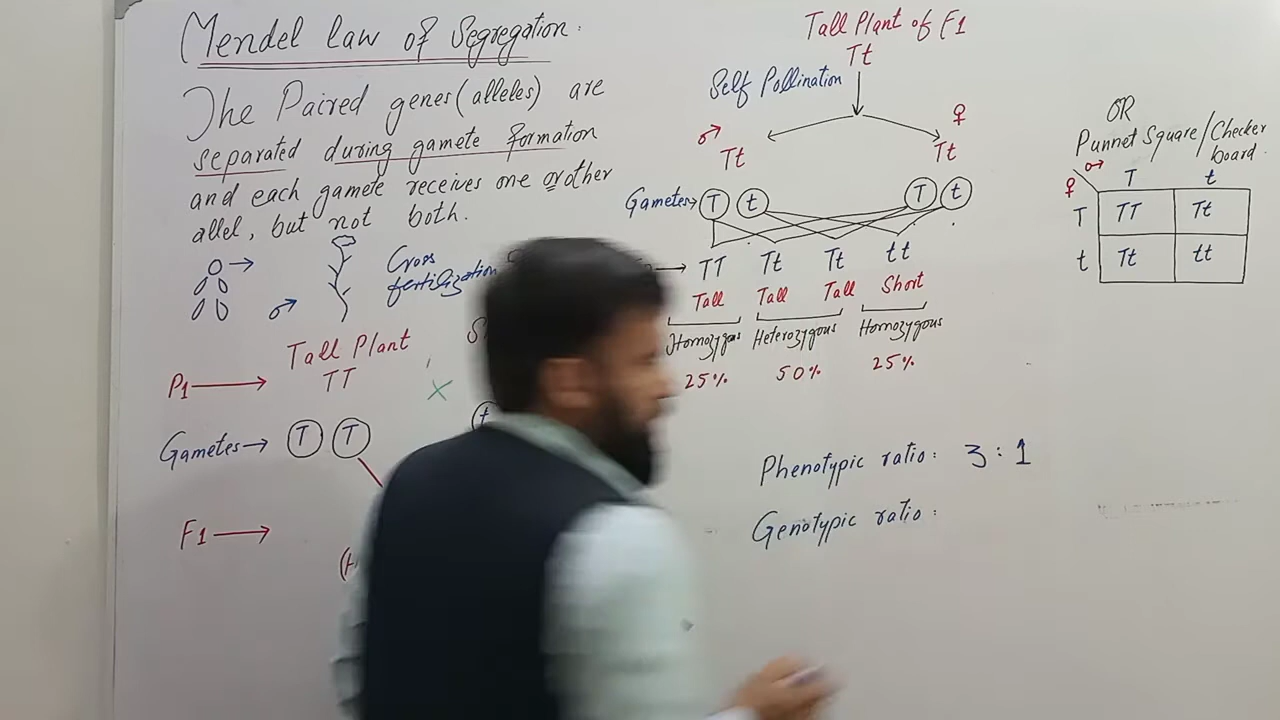 Mendel law of Segregation.
The Paired genes (alleles) are
separated during gamete formation
and each gamete receives one or other
allel, but not both.
Cross
fertilization
♂
Tall Plant
P1 → TT ×
Gametes → T T t
F1 →
Tall Plant of F1
Tt
Self Pollination
♂ ♀
Tt Tt
Gametes → T t T t
→ TT Tt Tt tt
Tall Tall Tall Short
Homozygous Heterozygous Homozygous
25% 50% 25%
Phenotypic ratio: 3 : 1
Genotypic ratio:
OR
Punnet Square/Checker
board.
♂
♀ T t
T TT Tt
t Tt tt